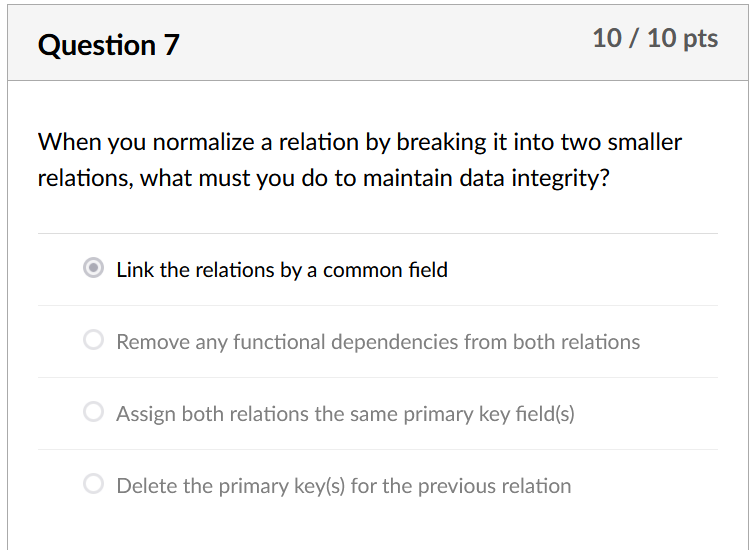 Question 7
10 / 10 pts
When you normalize a relation by breaking it into two smaller
relations, what must you do to maintain data integrity?
Link the relations by a common field
Remove any functional dependencies from both relations
Assign both relations the same primary key field(s)
Delete the primary key(s) for the previous relation